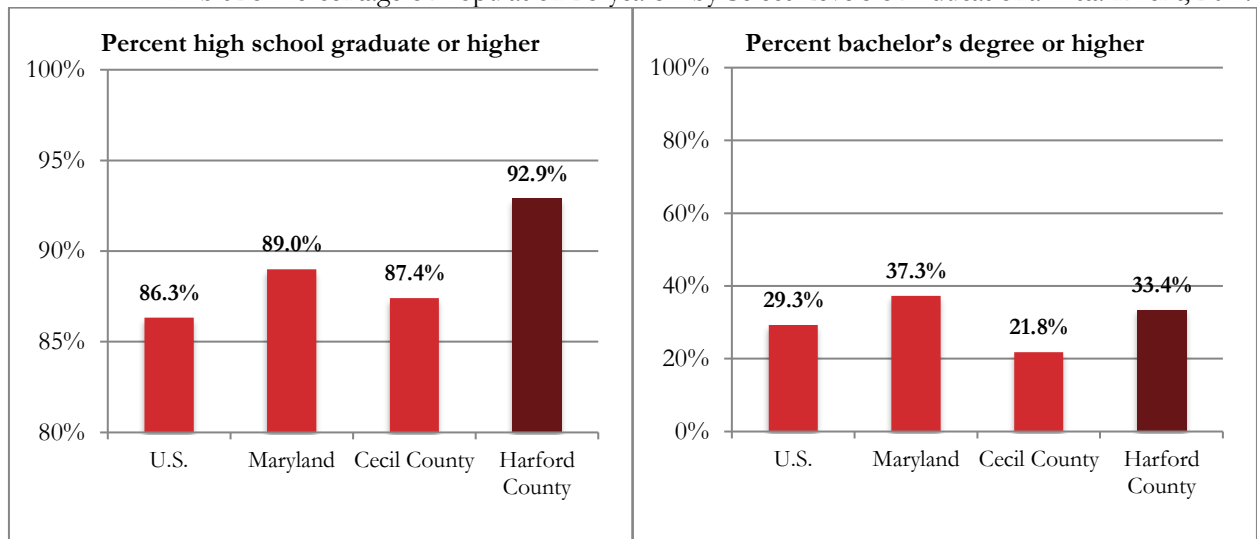 Percent high school graduate or higher
100%
95%
90%
85%
80%
86.3%
89.0%
87.4%
92.9%
U.S.
Maryland
Cecil County
Harford
County
Percent bachelor’s degree or higher
100%
80%
60%
40%
20%
0%
29.3%
37.3%
21.8%
33.4%
U.S.
Maryland
Cecil County
Harford
County